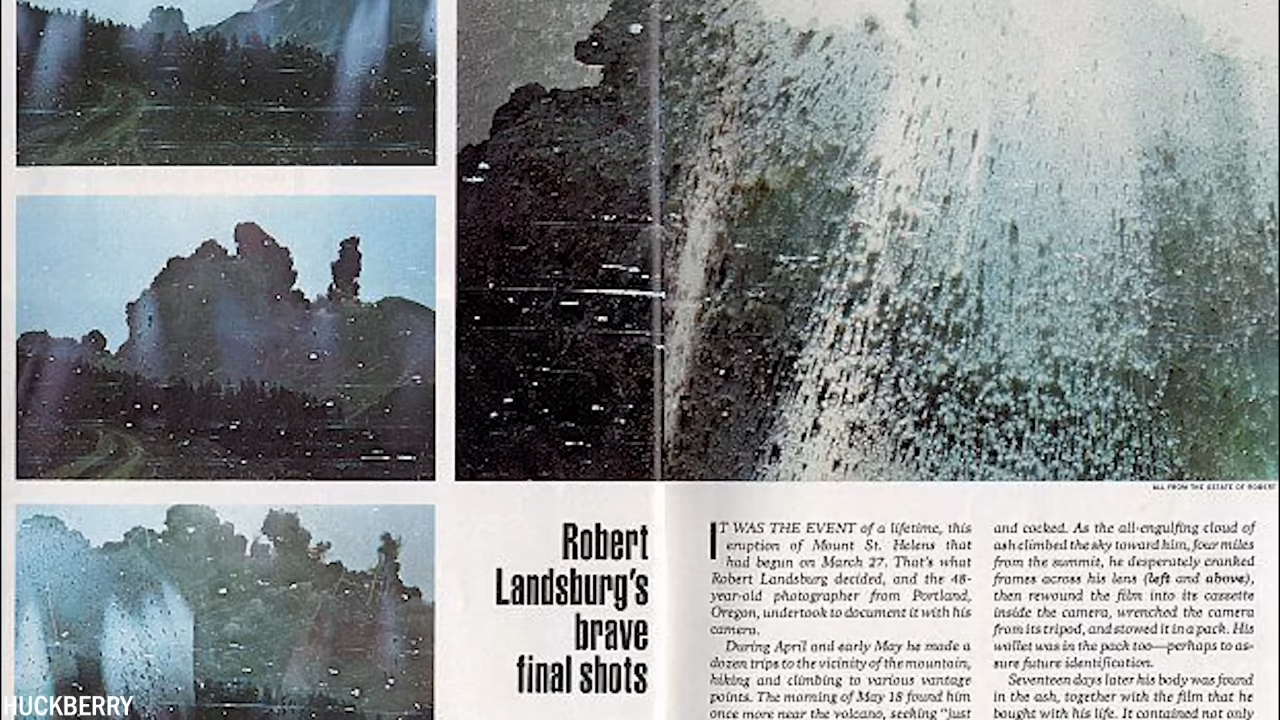 ALL FROM THE ESTATE OF ROBERT
Robert
Landsburg's
brave
final shots
IT WAS THE EVENT of a lifetime, this
eruption of Mount St. Helens that
had begun on March 27. That's what
Robert Landsburg decided, and the 48-
year-old photographer from Portland,
Oregon, undertook to document it with his
camera.
During April and early May he made a
dozen trips to the vicinity of the mountain,
hiking and climbing to various vantage
points. The morning of May 18 found him
once more near the volcano, seeking "just
and cocked. As the all-engulfing cloud of
ash climbed the sky toward him, four miles
from the summit, he desperately cranked
frames across his lens (left and above),
then rewound the film into its cassette
inside the camera, wrenched the camera
from its tripod, and stowed it in a pack. His
wallet was in the pack too—perhaps to as-
sure future identification.
Seventeen days later his body was found
in the ash, together with the film that he
bought with his life. It contained not only
HUCKBERRY